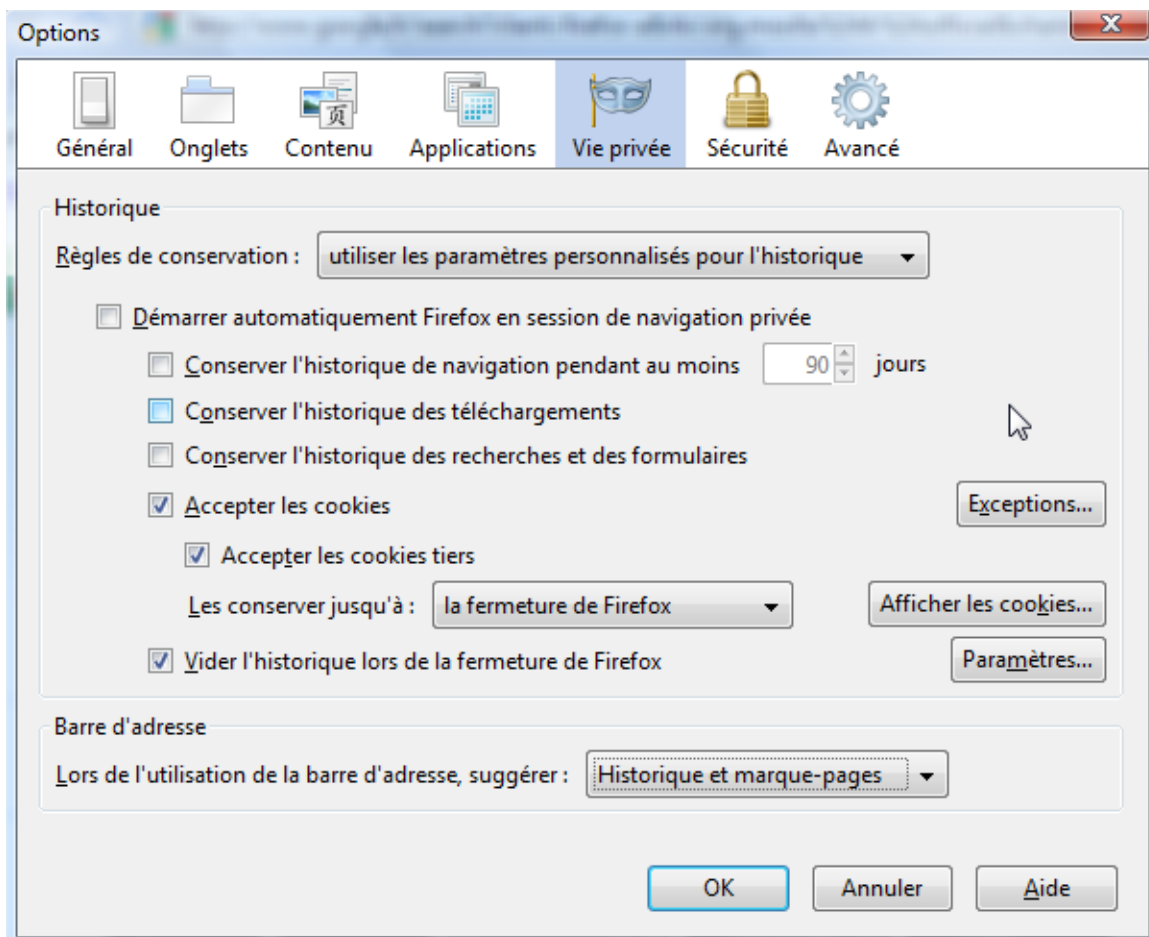 Options
Général Onglets Contenu Applications Vie privée Sécurité Avancé
Historique
Règles de conservation : utiliser les paramètres personnalisés pour l'historique
Démarrer automatiquement Firefox en session de navigation privée
Conserver l'historique de navigation pendant au moins 90 jours
Conserver l'historique des téléchargements
Conserver l'historique des recherches et des formulaires
Accepter les cookies Exceptions...
Accepter les cookies tiers
Les conserver jusqu'à : la fermeture de Firefox Afficher les cookies...
Vider l'historique lors de la fermeture de Firefox Paramètres...
Barre d'adresse
Lors de l'utilisation de la barre d'adresse, suggérer : Historique et marque-pages
OK Annuler Aide